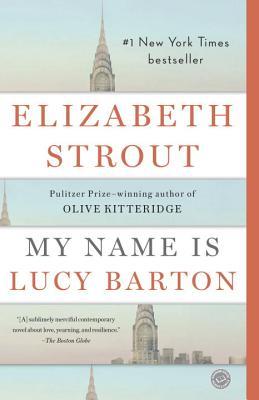 #1 New York Times
bestseller
ELIZABETH
STROUT
Pulitzer Prize–winning author of
OLIVE KITTERIDGE
MY NAME IS
LUCY BARTON
"[A] sublimely merciful contemporary
novel about love, yearning, and resilience."
—The Boston Globe